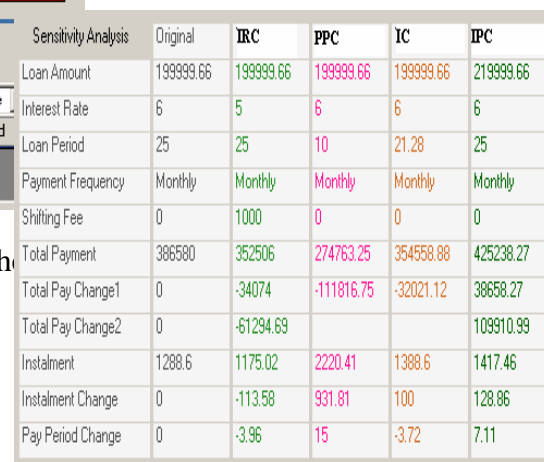 Sensitivity Analysis Original IRC PPC IC IPC
Loan Amount 199999.66 199999.66 199999.66 199999.66 219999.66
Interest Rate 6 5 6 6 6
Loan Period 25 25 10 21.28 25
Payment Frequency Monthly Monthly Monthly Monthly Monthly
Shifting Fee 0 1000 0 0 0
Total Payment 386580 352506 274763.25 354558.88 425238.27
Total Pay Change1 0 -34074 -111816.75 -32021.12 38658.27
Total Pay Change2 0 -61294.69 109910.99
Instalment 1288.6 1175.02 2220.41 1388.6 1417.46
Instalment Change 0 -113.58 931.81 100 128.86
Pay Period Change 0 -3.96 15 -3.72 7.11